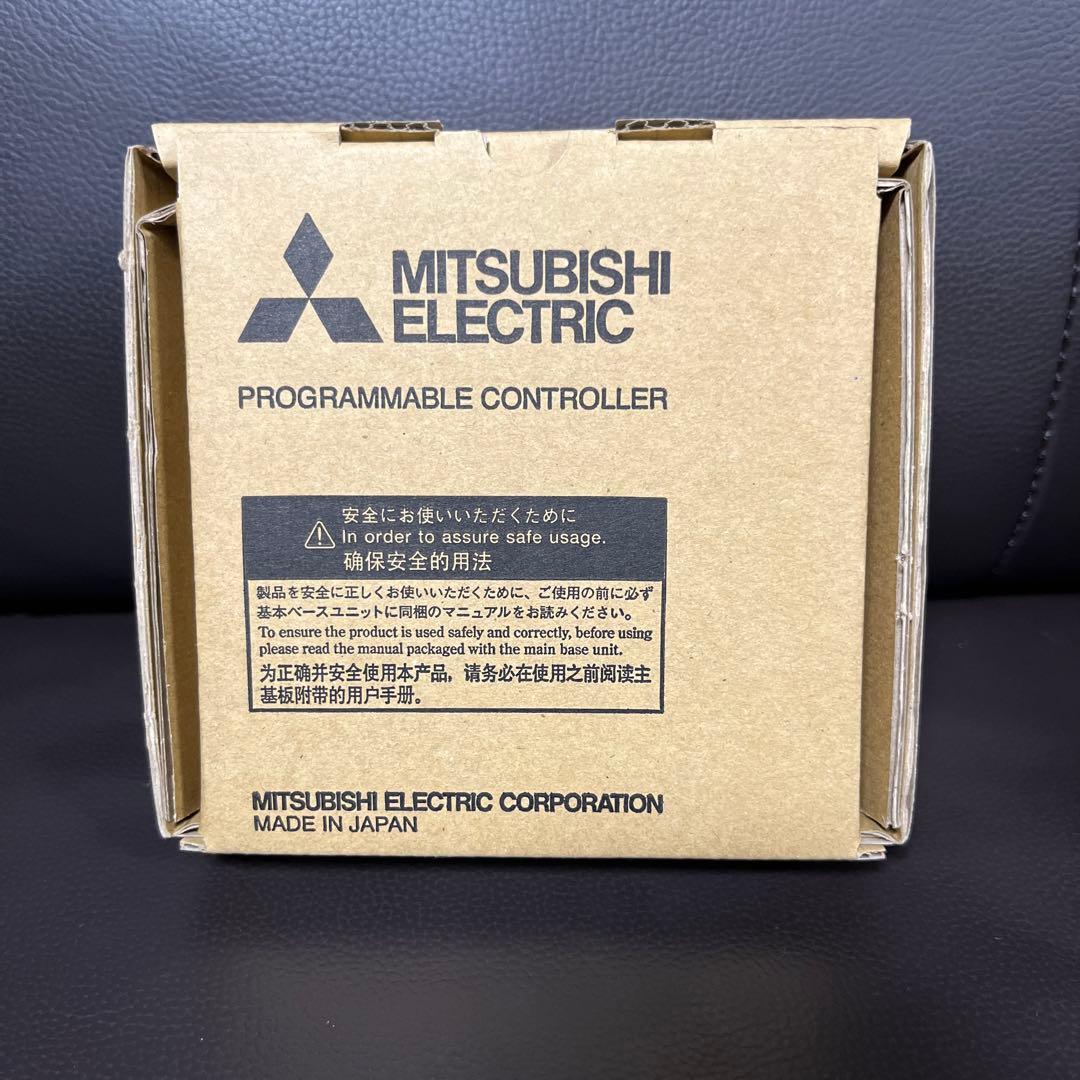 MITSUBISHI
ELECTRIC
PROGRAMMABLE CONTROLLER
安全にお使いいただくために
In order to assure safe usage.
确保安全的用法
製品を安全に正しくお使いいただくために、ご使用の前に必ず
基本ベースユニットに同梱のマニュアルをお読みください。
To ensure the product is used safely and correctly, before using
please read the manual packaged with the main base unit.
为正确并安全使用本产品，请务必在使用之前阅读主
基板附带的用户手册。
MITSUBISHI ELECTRIC CORPORATION
MADE IN JAPAN